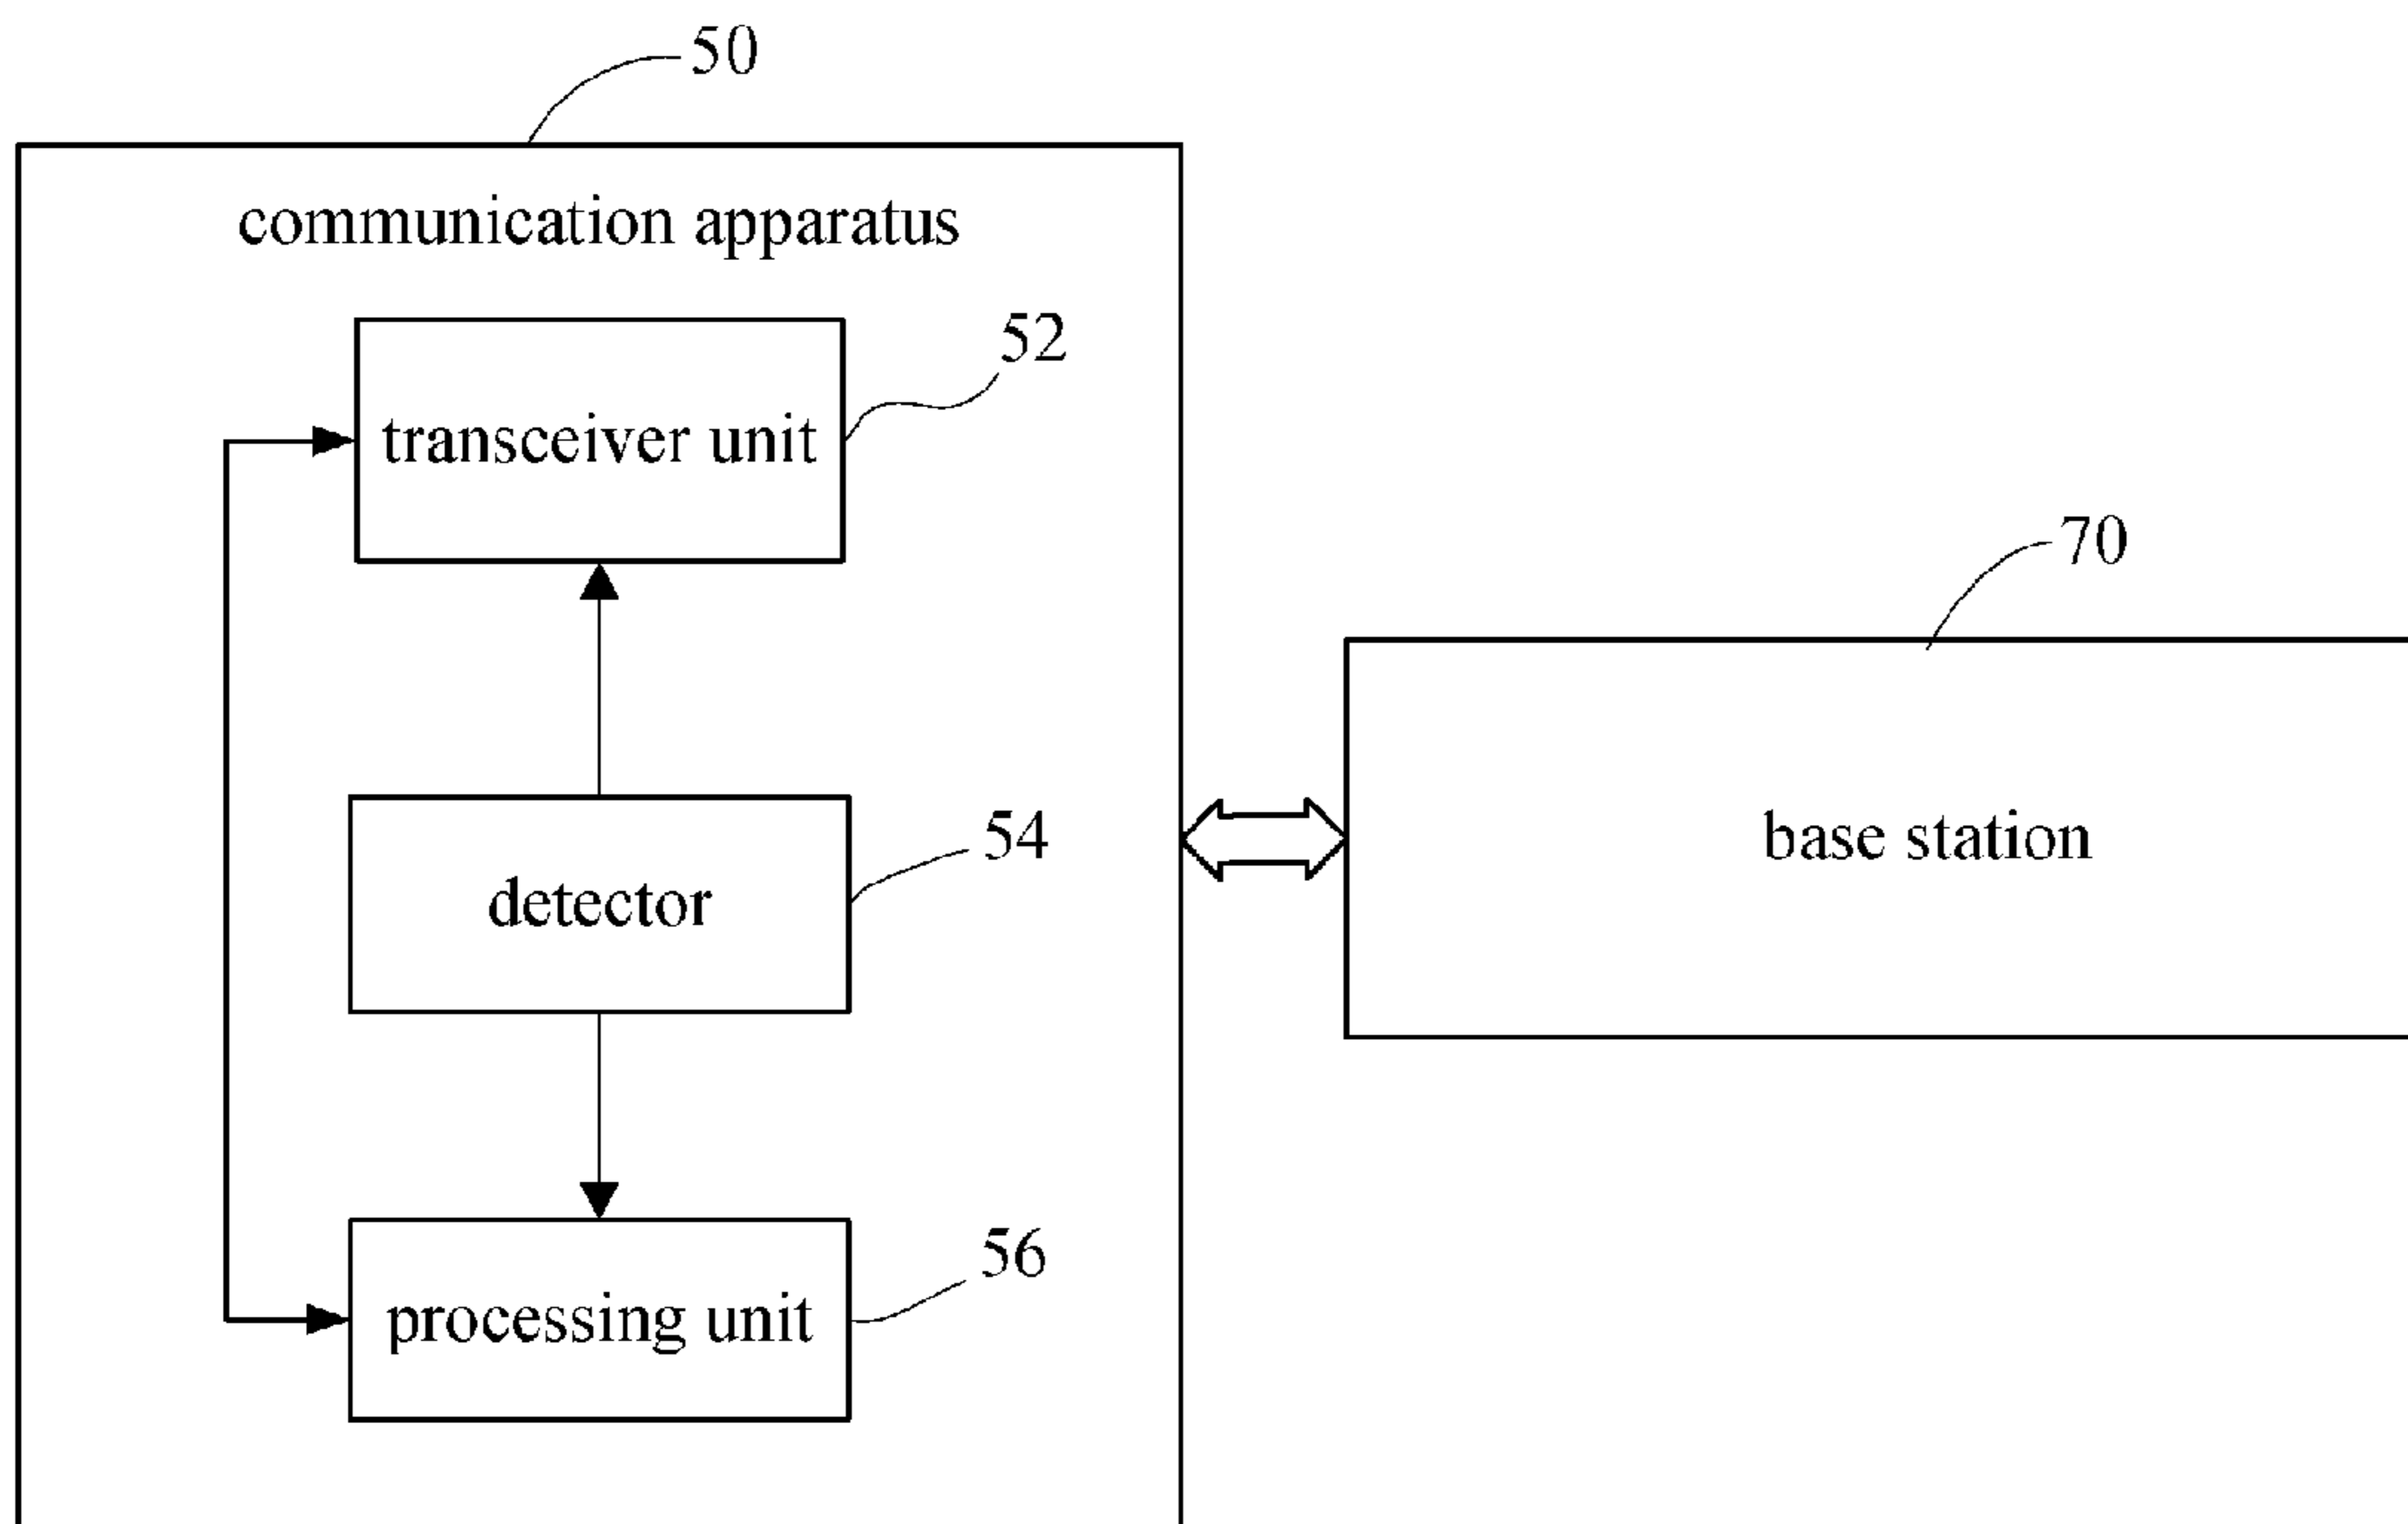 50
communication apparatus
52
transceiver unit
70
54
base station
detector
56
processing unit